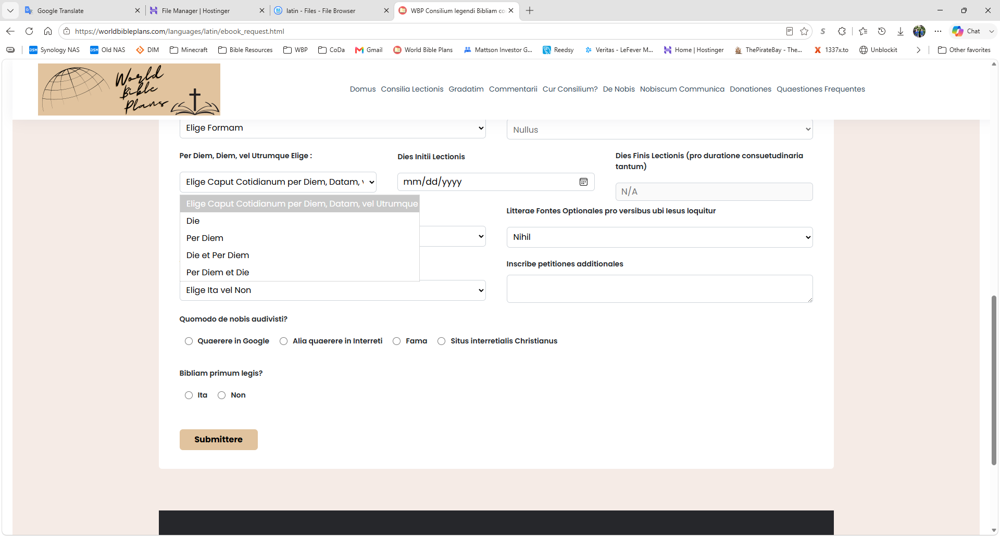 Google Translate
File Manager | Hostinger
latin - Files - File Browser
WBP Consilium legendi Bibliam co
https://worldbibleplans.com/languages/latin/ebook_request.html
S
Chat
Synology NAS
Old NAS
DIM
Minecraft
Bible Resources
WBP
CoDa
Gmail
World Bible Plans
Mattson Investor G...
Reedsy
Veritas - LeFever M...
Home | Hostinger
ThePirateBay - The...
1337x.to
Unblockit
Other favorites
World
Bible
Plans
Domus Consilia Lectionis Gradatim Commentarii Cur Consilium? De Nobis Nobiscum Communica Donationes Quaestiones Frequentes
Elige Formam
Nullus
Per Diem, Diem, vel Utrumque Elige :
Dies Initii Lectionis
Dies Finis Lectionis (pro duratione consuetudinaria
tantum)
Elige Caput Cotidianum per Diem, Datam, v
mm/dd/yyyy
N/A
Elige Caput Cotidianum per Diem, Datam, vel Utrumque
Die
Per Diem
Die et Per Diem
Per Diem et Die
Litterae Fontes Optionales pro versibus ubi Iesus loquitur
Nihil
Inscribe petitiones additionales
Elige Ita vel Non
Quomodo de nobis audivisti?
Quaerere in Google
Alia quaerere in Interreti
Fama
Situs interretialis Christianus
Bibliam primum legis?
Ita
Non
Submittere